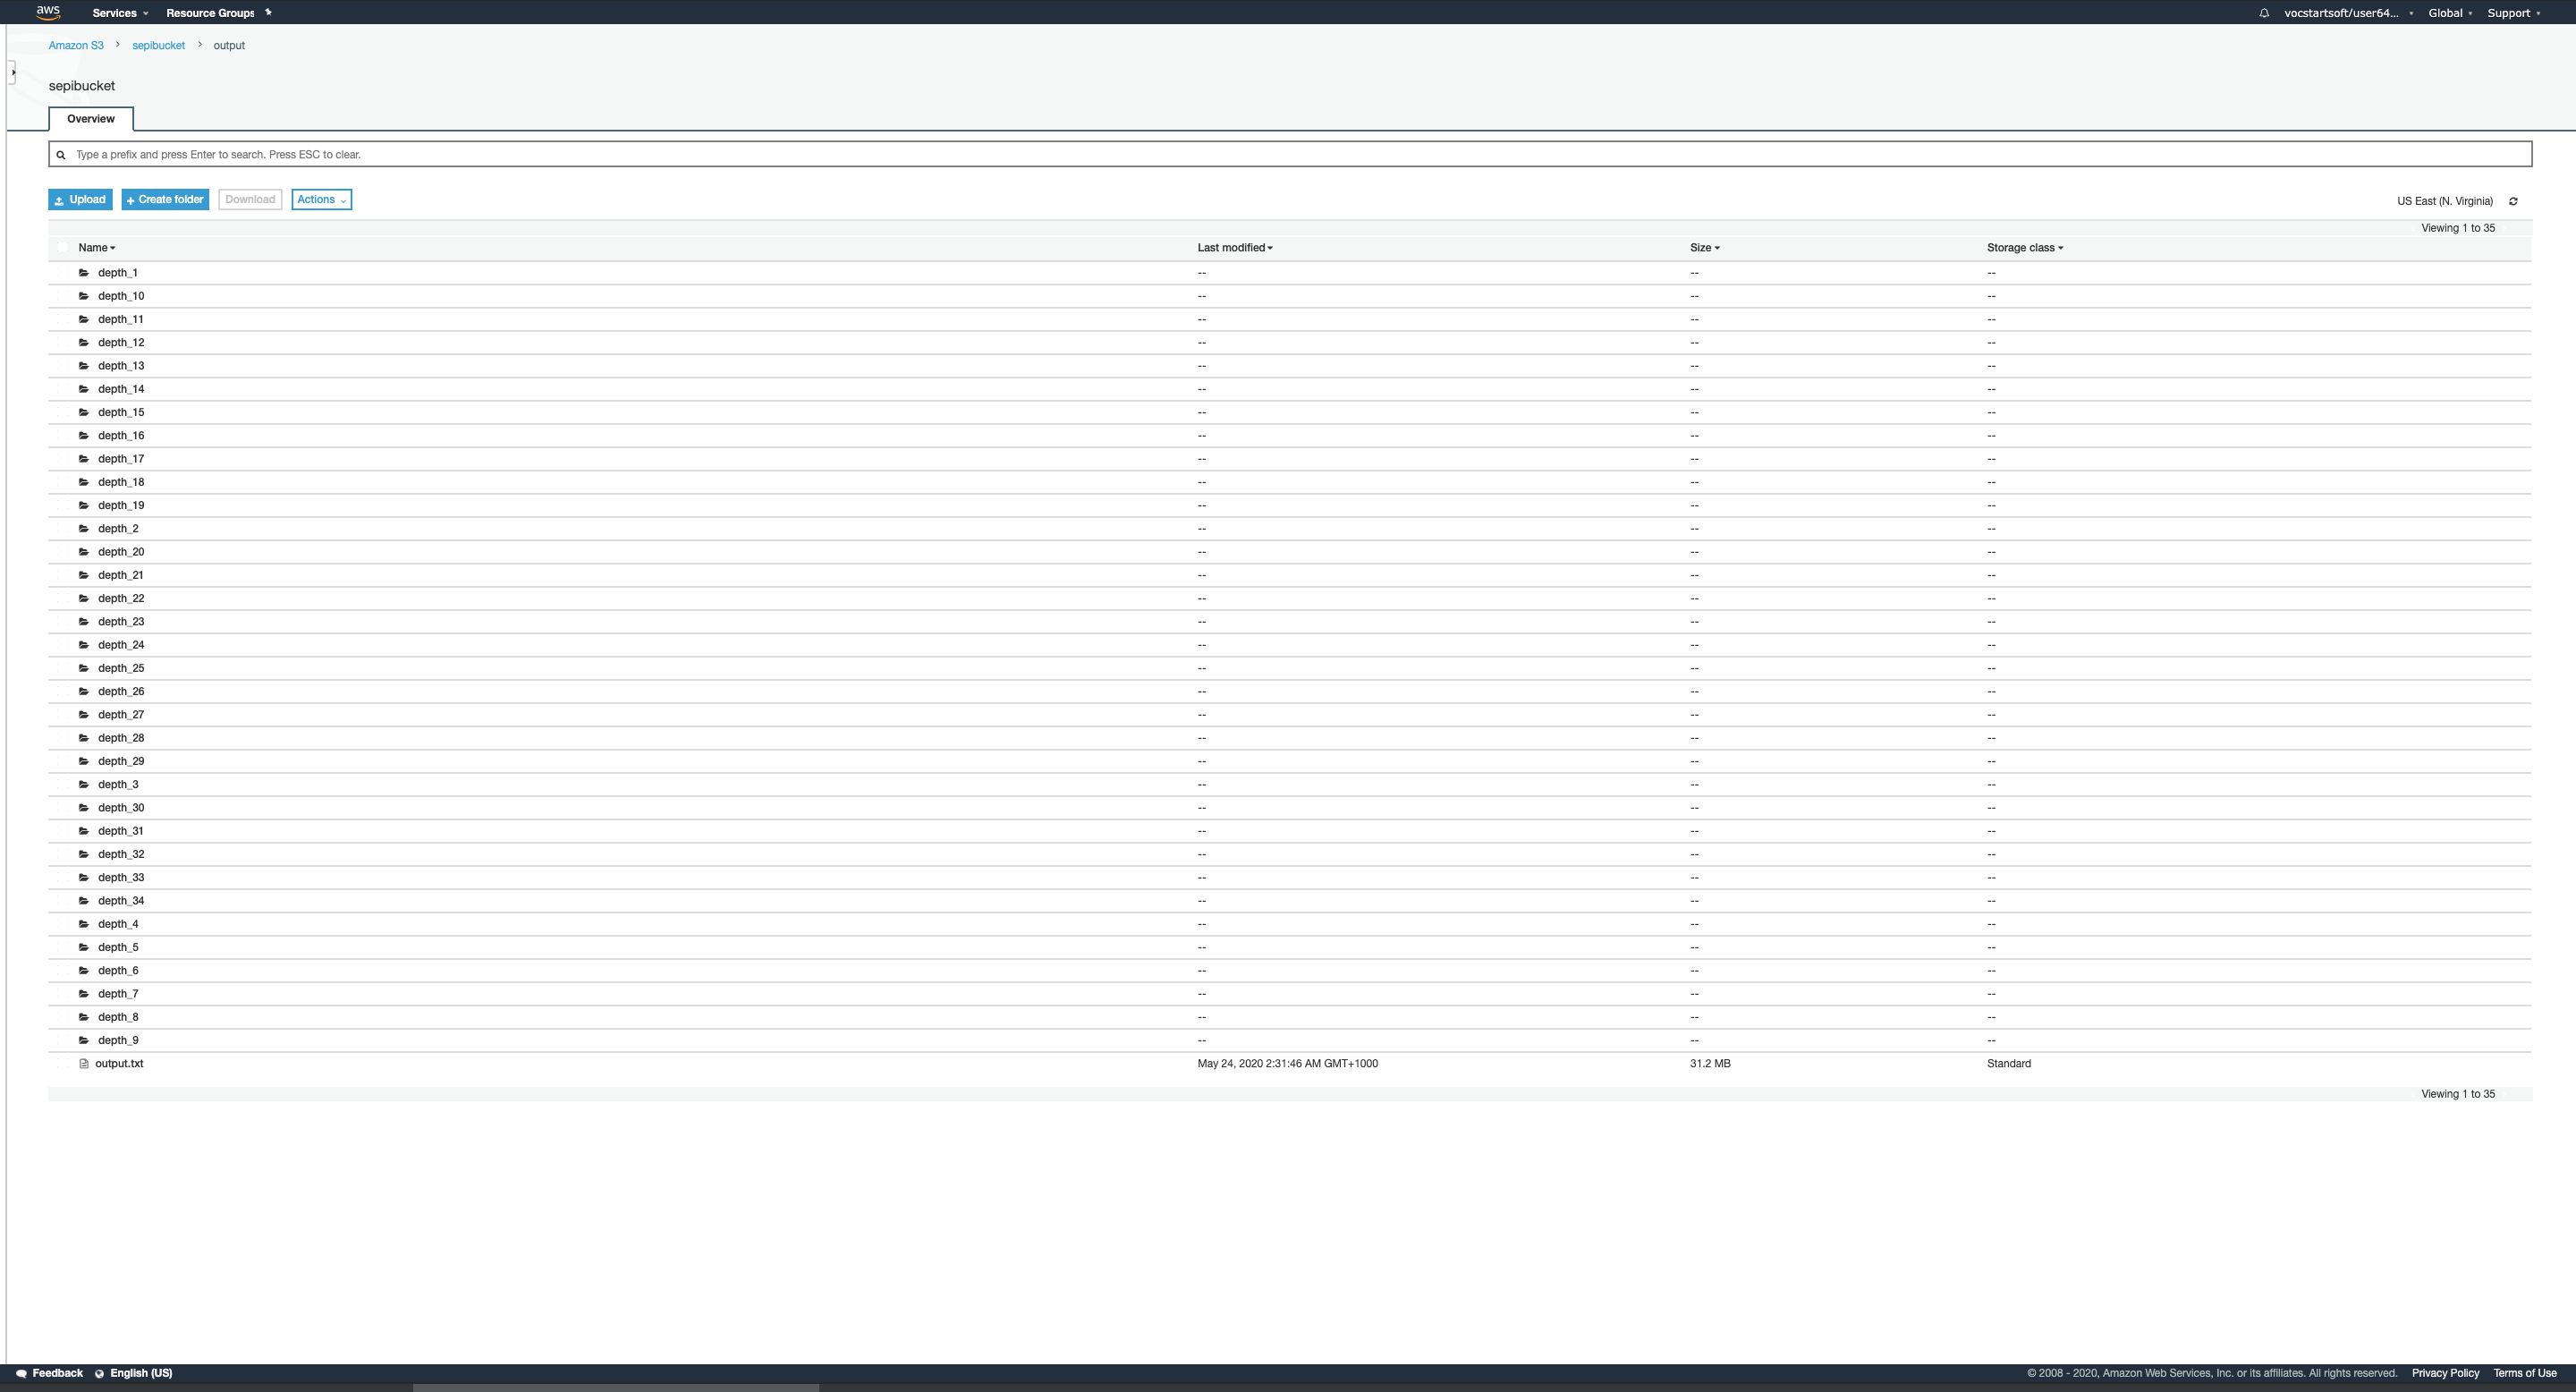 aws Services Resource Groups vocstartsoft/user64... Global Support
Amazon S3 > sepibucket > output
sepibucket
Overview
Type a prefix and press Enter to search. Press ESC to clear.
Upload + Create folder Download Actions US East (N. Virginia)
Viewing 1 to 35
Name Last modified Size Storage class
depth_1 -- -- --
depth_10 -- -- --
depth_11 -- -- --
depth_12 -- -- --
depth_13 -- -- --
depth_14 -- -- --
depth_15 -- -- --
depth_16 -- -- --
depth_17 -- -- --
depth_18 -- -- --
depth_19 -- -- --
depth_2 -- -- --
depth_20 -- -- --
depth_21 -- -- --
depth_22 -- -- --
depth_23 -- -- --
depth_24 -- -- --
depth_25 -- -- --
depth_26 -- -- --
depth_27 -- -- --
depth_28 -- -- --
depth_29 -- -- --
depth_3 -- -- --
depth_30 -- -- --
depth_31 -- -- --
depth_32 -- -- --
depth_33 -- -- --
depth_34 -- -- --
depth_4 -- -- --
depth_5 -- -- --
depth_6 -- -- --
depth_7 -- -- --
depth_8 -- -- --
depth_9 -- -- --
output.txt May 24, 2020 2:31:46 AM GMT+1000 31.2 MB Standard
Viewing 1 to 35
Feedback English (US) © 2008 - 2020, Amazon Web Services, Inc. or its affiliates. All rights reserved. Privacy Policy Terms of Use